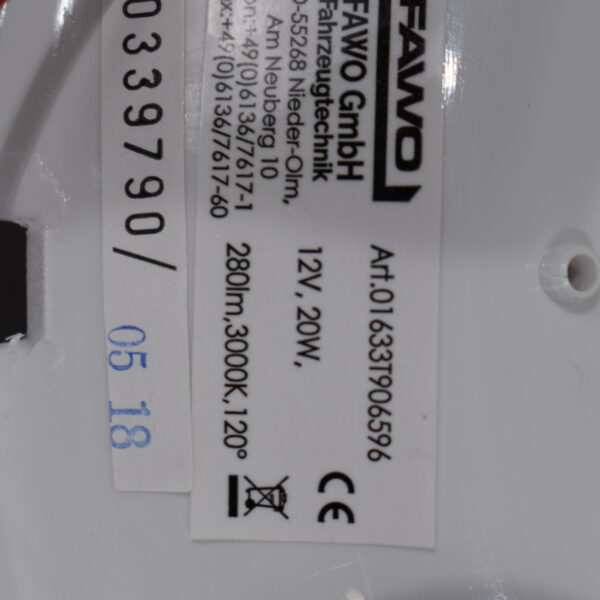 FAWO
FAWO GmbH
Fahrzeugtechnik
Am Neuberg 10
D-55268 Nieder-Olm,
Fon:+49(0)6136/7617-1
Fax:+49(0)6136/7617-60
Art.01633T906596
12V, 20W,
280lm,3000K,120°
CE
0339790/
05 18